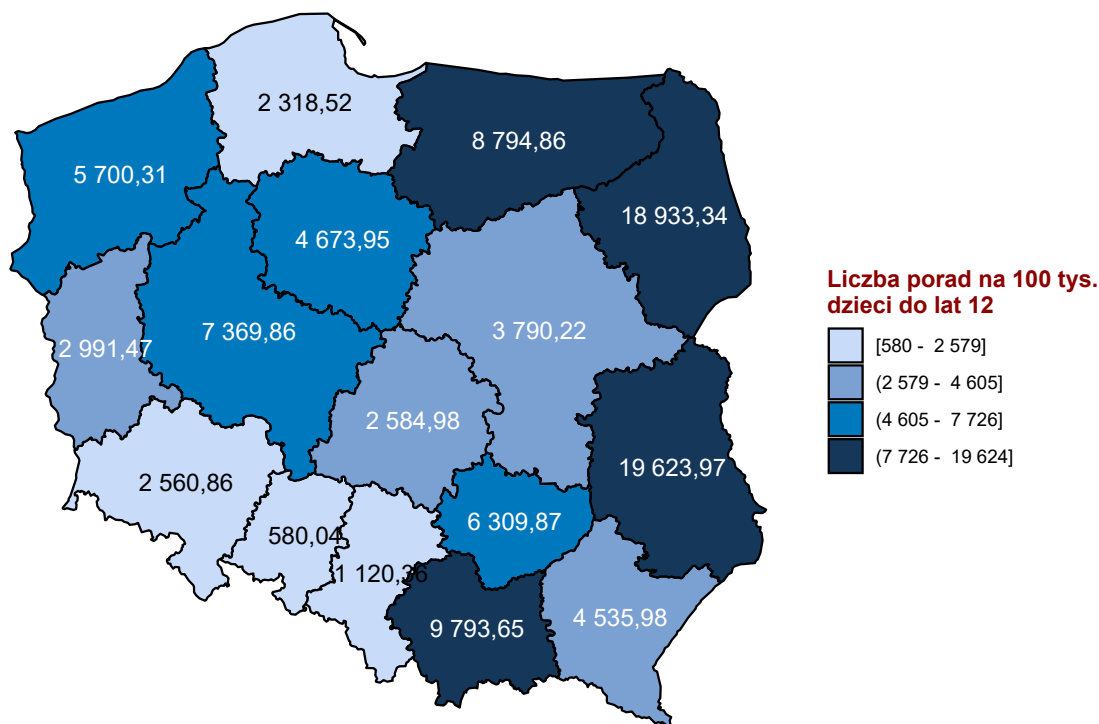 2 318,52
8 794,86
5 700,31
18 933,34
4 673,95
7 369,86
3 790,22
2 991,47
2 584,98
19 623,97
2 560,86
6 309,87
580,04
1 120,36
9 793,65
4 535,98
Liczba porad na 100 tys.
dzieci do lat 12
[580 - 2 579]
(2 579 - 4 605]
(4 605 - 7 726]
(7 726 - 19 624]